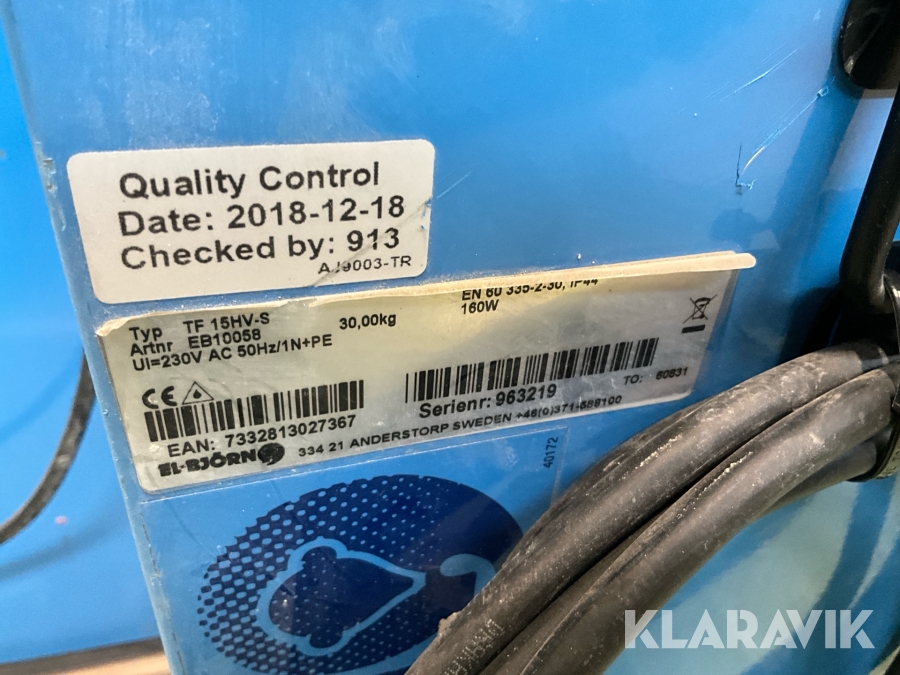 Quality Control
Date: 2018-12-18
Checked by: 913
AJ9003-TR
Typ TF 15HV-S 30,00kg EN 60 335-2-30, IP44
Artnr EB10058 160W
UI=230V AC 50Hz/1N+PE
CE
EAN: 7332813027367
Serienr: 963219 TO: 60831
EL-BJÖRN 334 21 ANDERSTORP SWEDEN +46(0)371-588100
40172
KLARAVIK